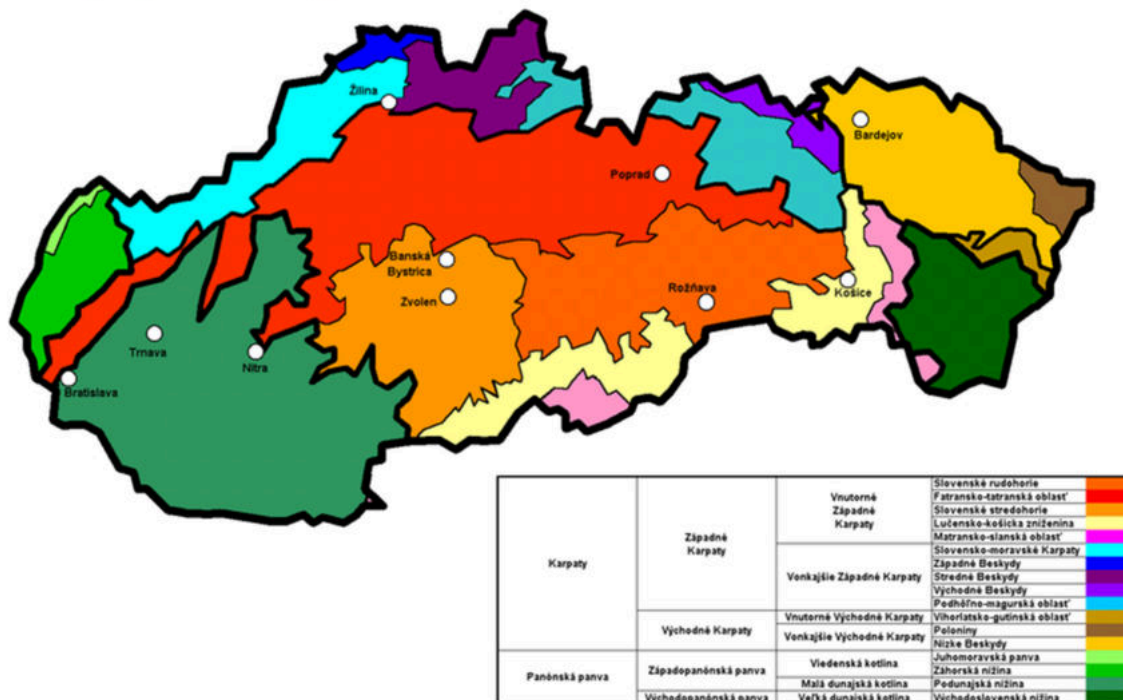 Žilina
Bardejov
Poprad
Banská
Bystrica
Zvolen
Rožňava
Košice
Trnava
Nitra
Bratislava
Karpaty
Západné
Karpaty
Vnutorné
Západné
Karpaty
Slovenské rudohorie
Fatransko-tatranská oblasť
Slovenské stredohorie
Lučensko-košicka zníženina
Matransko-slanská oblasť
Vonkajšie Západné Karpaty
Slovensko-moravské Karpaty
Západné Beskydy
Stredné Beskydy
Východné Beskydy
Podhôľno-magurská oblasť
Východné Karpaty
Vnutorné Východné Karpaty
Vihorlatsko-gutinská oblasť
Vonkajšie Východné Karpaty
Poloniny
Nízke Beskydy
Panónská panva
Západopanónská panva
Viedenská kotlina
Juhomoravská panva
Záhorská nížina
Malá dunajská kotlina
Podunajská nížina
Východopanónská panva
Veľká dunajská kotlina
Východoslovenská nížina